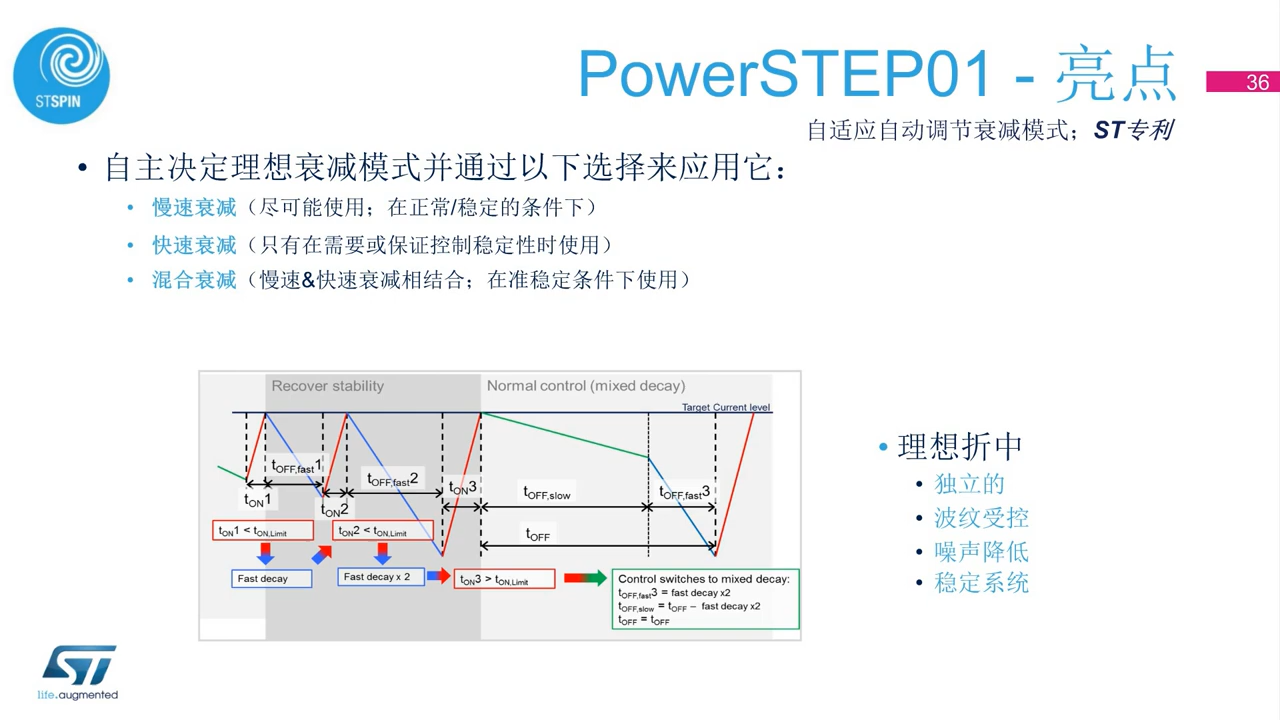 STSPIN
PowerSTEP01 - 亮点
36
自适应自动调节衰减模式；ST专利
• 自主决定理想衰减模式并通过以下选择来应用它：
• 慢速衰减（尽可能使用；在正常/稳定的条件下）
• 快速衰减（只有在需要或保证控制稳定性时使用）
• 混合衰减（慢速&快速衰减相结合；在准稳定条件下使用）
Recover stability
Normal control (mixed decay)
Target Current level
tOFF,fast1
tOFF,fast2
tON1
tON2
tON3
tOFF,slow
tOFF,fast3
tOFF
tON1 < tON,Limit
tON2 < tON,Limit
Fast decay
Fast decay x 2
tON3 > tON,Limit
Control switches to mixed decay:
tOFF,fast3 = fast decay x2
tOFF,slow = tOFF – fast decay x2
tOFF = tOFF
• 理想折中
• 独立的
• 波纹受控
• 噪声降低
• 稳定系统
ST
life.augmented